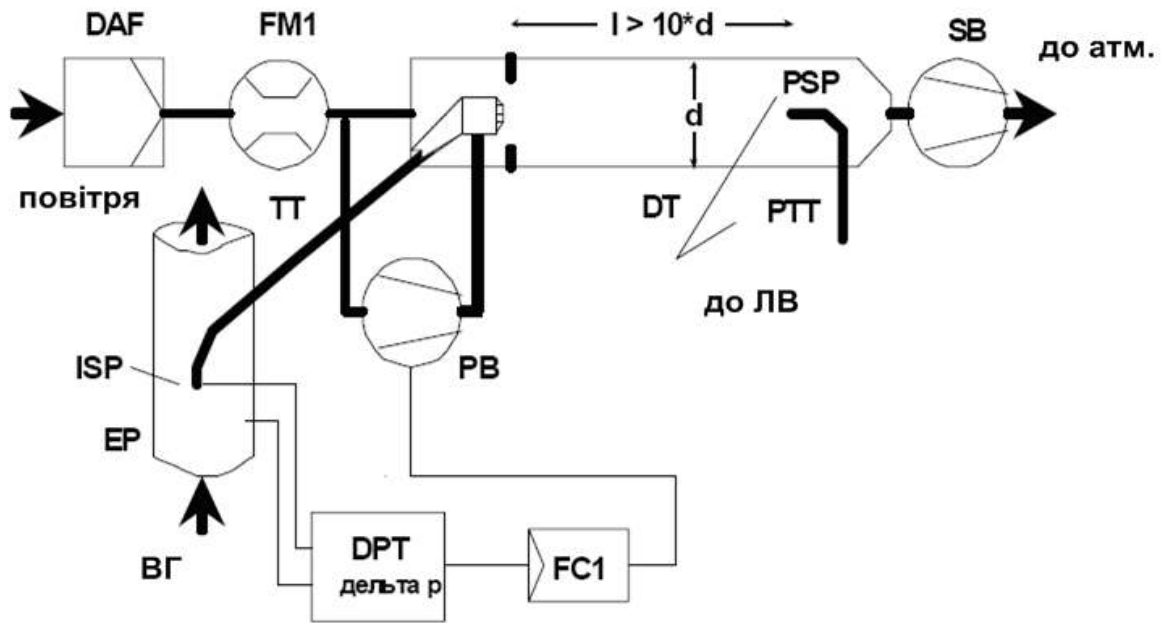 DAF
FM1
l > 10*d
SB
до атм.
PSP
d
повітря
TT
DT
PTT
до ЛВ
ISP
PB
EP
ВГ
DPT
дельта р
FC1